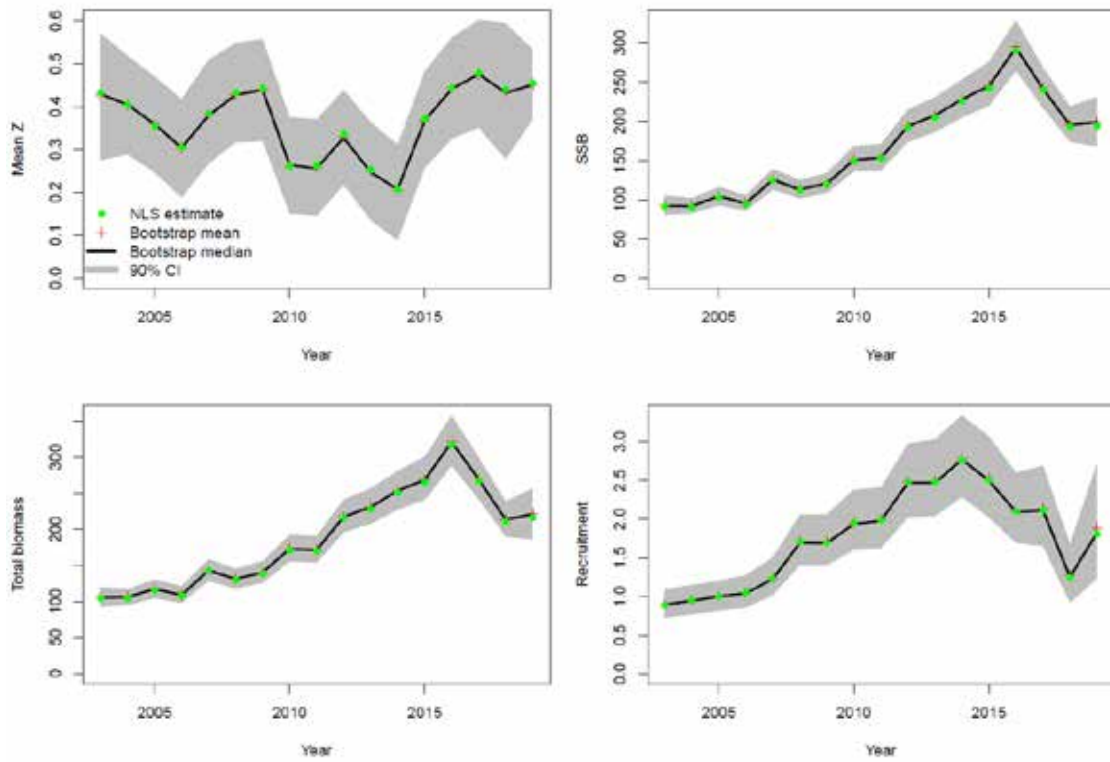 Mean Z
0.0 0.1 0.2 0.3 0.4 0.5 0.6
NLS estimate
Bootstrap mean
Bootstrap median
90% CI
2005 2010 2015
Year
SSB
0 50 100 150 200 250 300
2005 2010 2015
Year
Total biomass
0 50 100 200 300
2005 2010 2015
Year
Recruitment
0.0 0.5 1.0 1.5 2.0 2.5 3.0
2005 2010 2015
Year